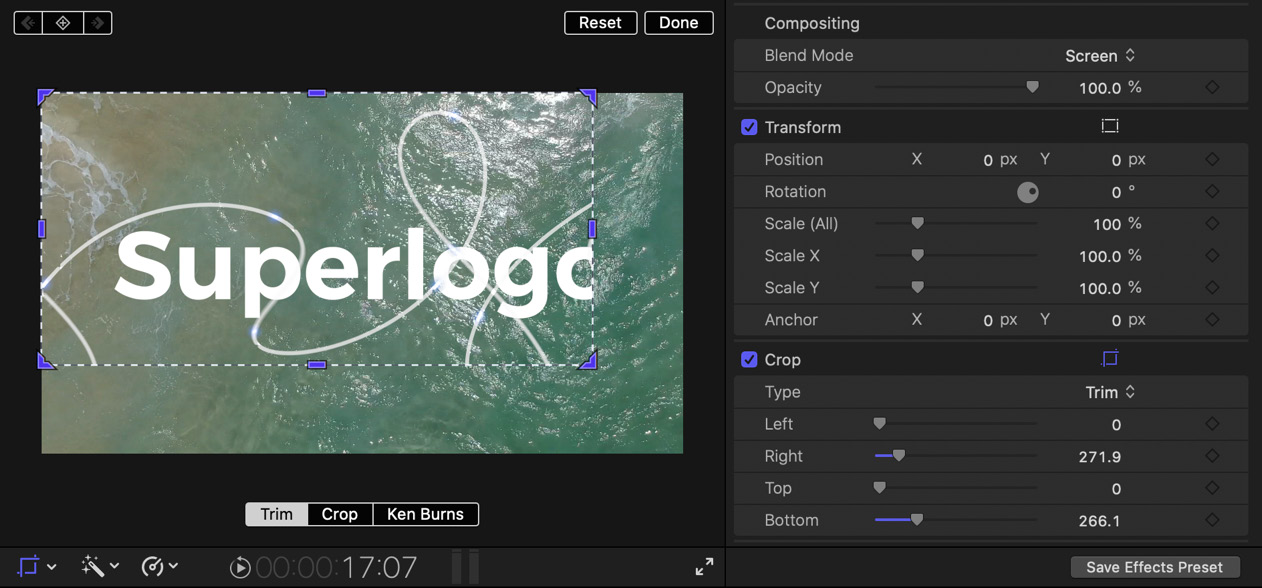 Reset Done
Superlogo
Trim Crop Ken Burns
00:00:17:07
Compositing
Blend Mode Screen
Opacity 100.0 %
Transform
Position X 0 px Y 0 px
Rotation 0 °
Scale (All) 100 %
Scale X 100.0 %
Scale Y 100.0 %
Anchor X 0 px Y 0 px
Crop
Type Trim
Left 0
Right 271.9
Top 0
Bottom 266.1
Save Effects Preset